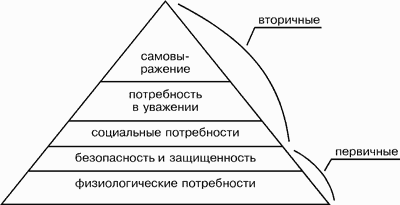 вторичные
самовы-
ражение
потребность
в уважении
социальные потребности
первичные
безопасность и защищенность
физиологические потребности